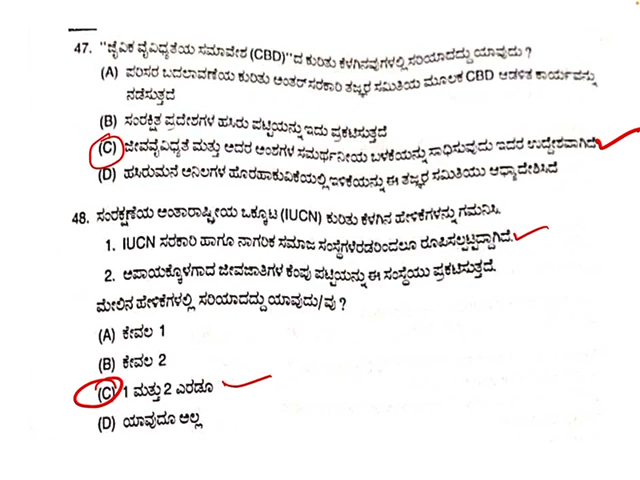 47. "ಜೈವಿಕ ವೈವಿಧ್ಯತೆಯ ಸಮಾವೇಶ (CBD)"ದ ಕುರಿತು ಕೆಳಗಿನವುಗಳಲ್ಲಿ ಸರಿಯಾದದ್ದು ಯಾವುದು ?
(A) ಪರಿಸರ ಬದಲಾವಣೆಯ ಕುರಿತು ಅಂತರ್‌ಸರಕಾರಿ ತಜ್ಞರ ಸಮಿತಿಯ ಮೂಲಕ CBD ಆಡಳಿತ ಕಾರ್ಯವನ್ನು
ನಡೆಸುತ್ತದೆ
(B) ಸಂರಕ್ಷಿತ ಪ್ರದೇಶಗಳ ಹಸಿರು ಪಟ್ಟಿಯನ್ನು ಇದು ಪ್ರಕಟಿಸುತ್ತದೆ
(C) ಜೀವವೈವಿಧ್ಯತೆ ಮತ್ತು ಅದರ ಅಂಶಗಳ ಸಮರ್ಥನೀಯ ಬಳಕೆಯನ್ನು ಸಾಧಿಸುವುದು ಇದರ ಉದ್ದೇಶವಾಗಿದೆ
(D) ಹಸಿರುಮನೆ ಅನಿಲಗಳ ಹೊರಹಾಕುವಿಕೆಯಲ್ಲಿ ಇಳಿಕೆಯನ್ನು ಈ ತಜ್ಞರ ಸಮಿತಿಯು ಆಧ್ಯಾದೇಶಿಸಿದೆ
48. ಸಂರಕ್ಷಣೆಯ ಅಂತಾರಾಷ್ಟ್ರೀಯ ಒಕ್ಕೂಟ (IUCN) ಕುರಿತು ಕೆಳಗಿನ ಹೇಳಿಕೆಗಳನ್ನು ಗಮನಿಸಿ.
1. IUCN ಸರಕಾರಿ ಹಾಗೂ ನಾಗರಿಕ ಸಮಾಜ ಸಂಸ್ಥೆಗಳೆರಡರಿಂದಲೂ ರೂಪಿಸಲ್ಪಟ್ಟದ್ದಾಗಿದೆ.
2. ಅಪಾಯಕ್ಕೊಳಗಾದ ಜೀವಜಾತಿಗಳ ಕೆಂಪು ಪಟ್ಟಿಯನ್ನು ಈ ಸಂಸ್ಥೆಯು ಪ್ರಕಟಿಸುತ್ತದೆ.
ಮೇಲಿನ ಹೇಳಿಕೆಗಳಲ್ಲಿ ಸರಿಯಾದದ್ದು ಯಾವುದು/ವು ?
(A) ಕೇವಲ 1
(B) ಕೇವಲ 2
(C) 1 ಮತ್ತು 2 ಎರಡೂ
(D) ಯಾವುದೂ ಅಲ್ಲ